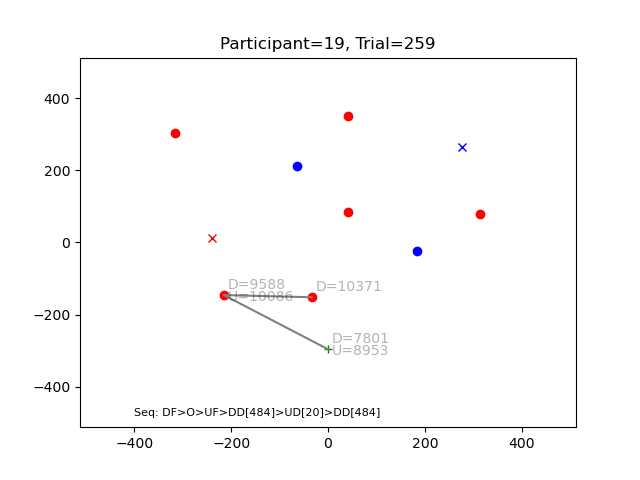 Participant=19, Trial=259
400
200
0
−200
−400
D=9588
U=10086
D=10371
D=7801
U=8953
Seq: DF>O>UF>DD[484]>UD[20]>DD[484]
−400
−200
0
200
400